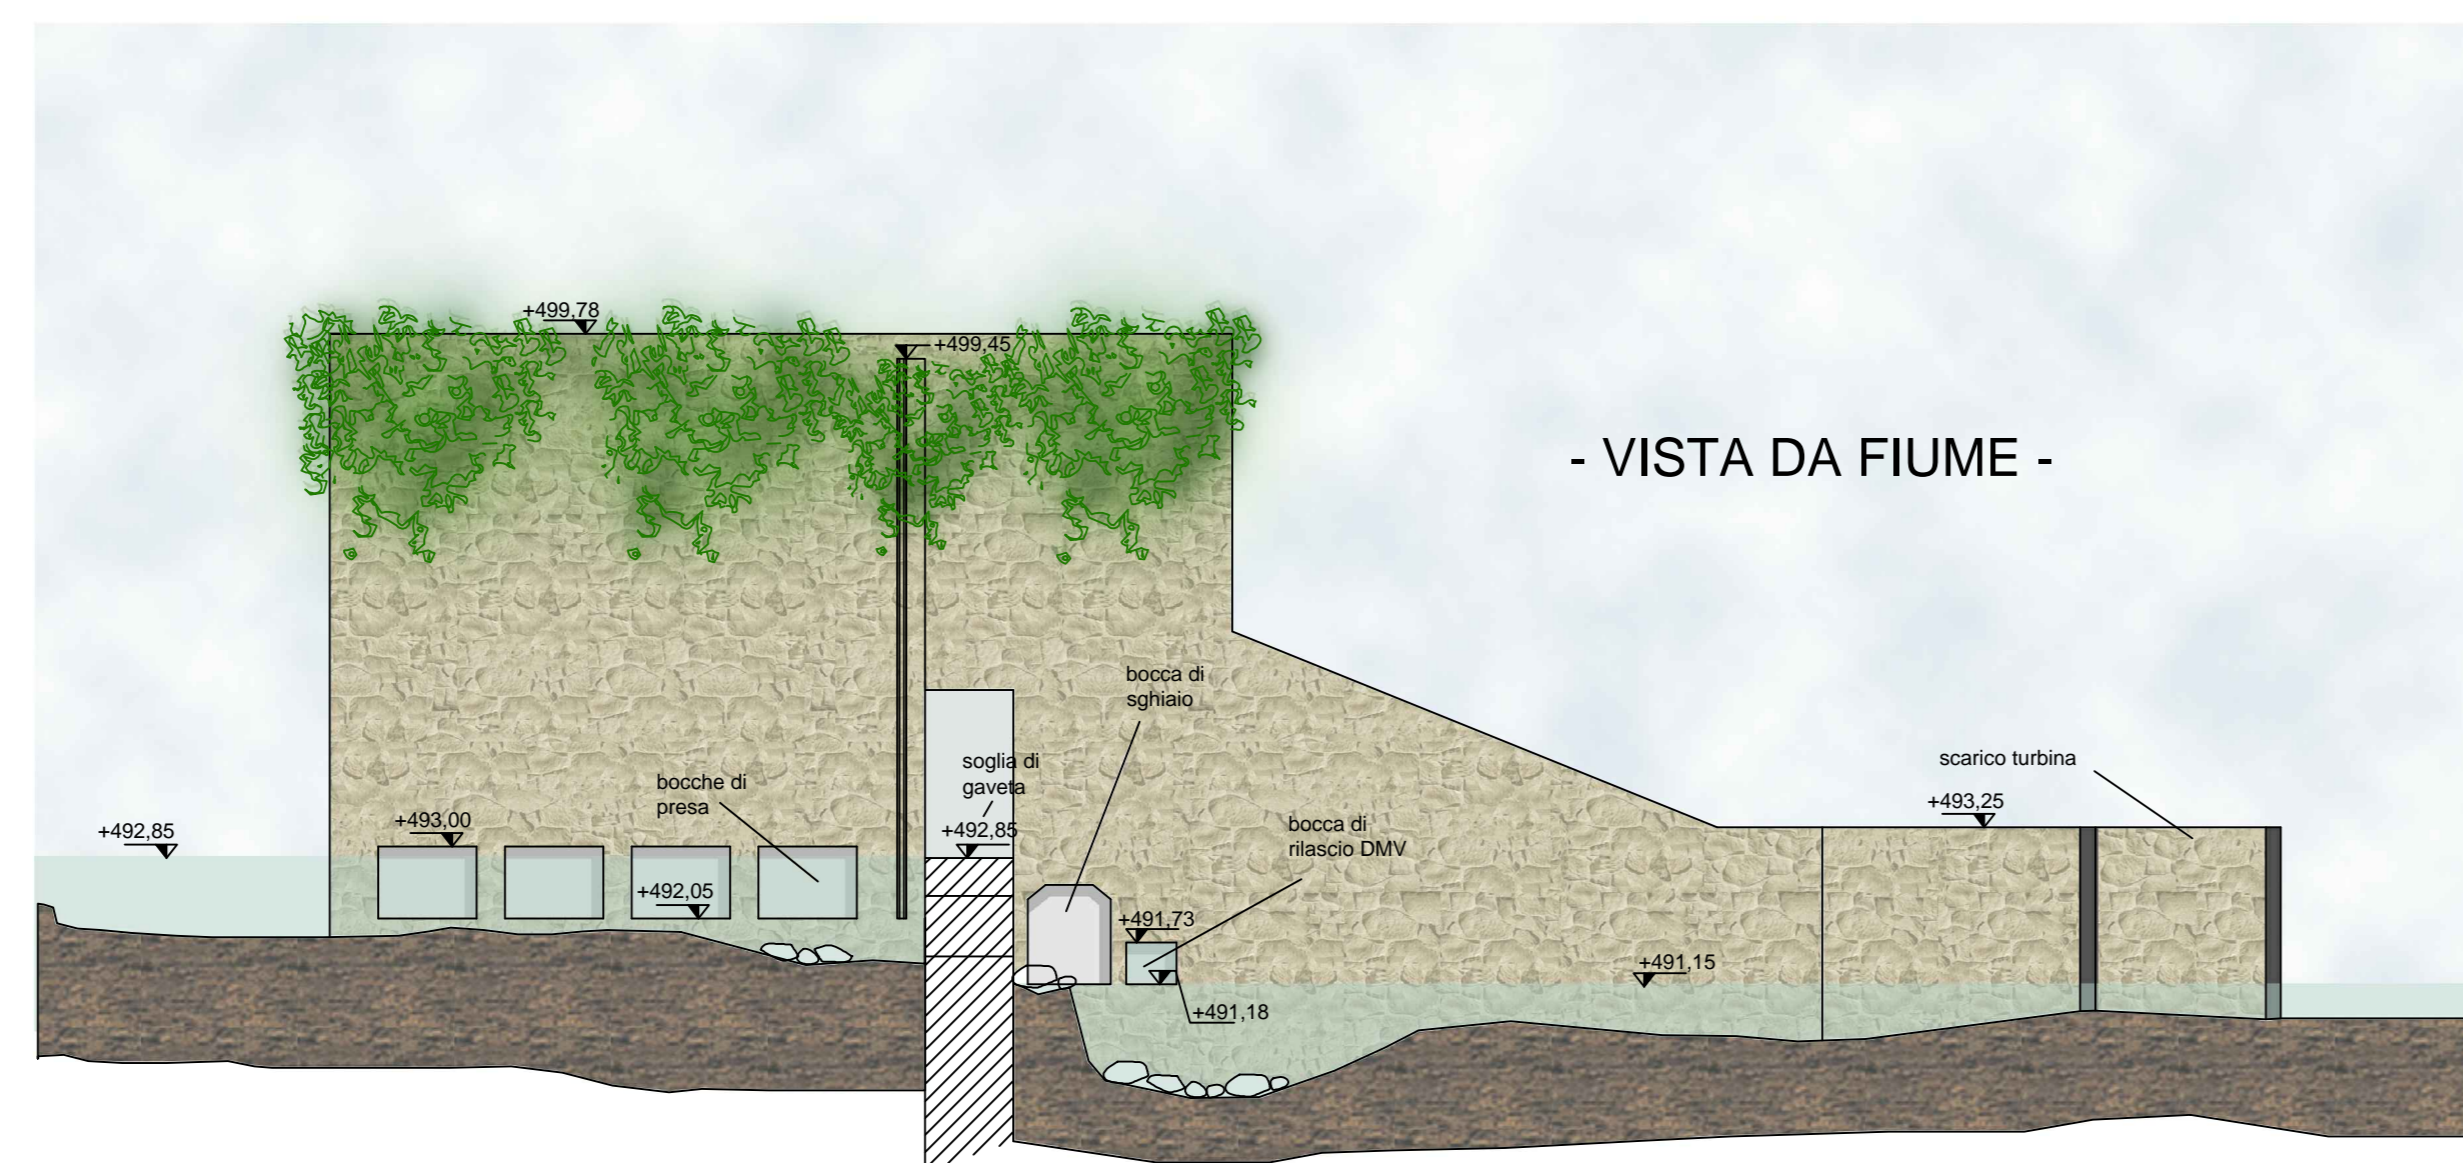 +499,78
+499,45
- VISTA DA FIUME -
bocca di
sghiaio
soglia di
gaveta
scarico turbina
bocche di
presa
+493,25
+492,85
+493,00
+492,85
bocca di
rilascio DMV
+492,05
+491,73
+491,15
+491,18